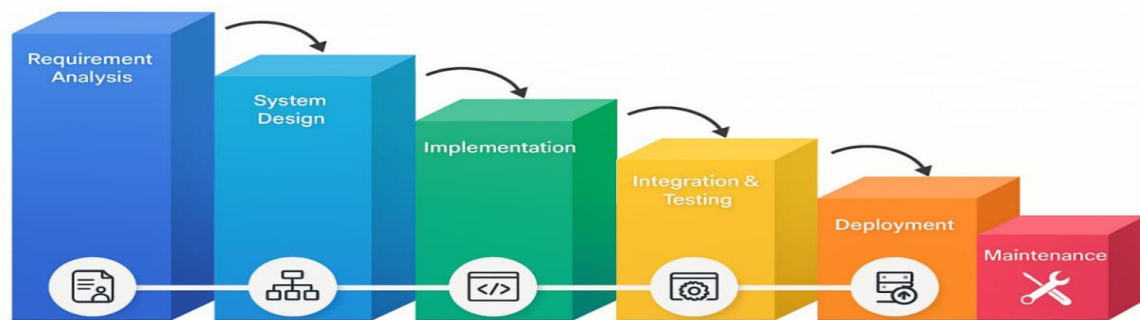 Requirement
Analysis
System
Design
Implementation
</>
Integration &
Testing
Deployment
Maintenance